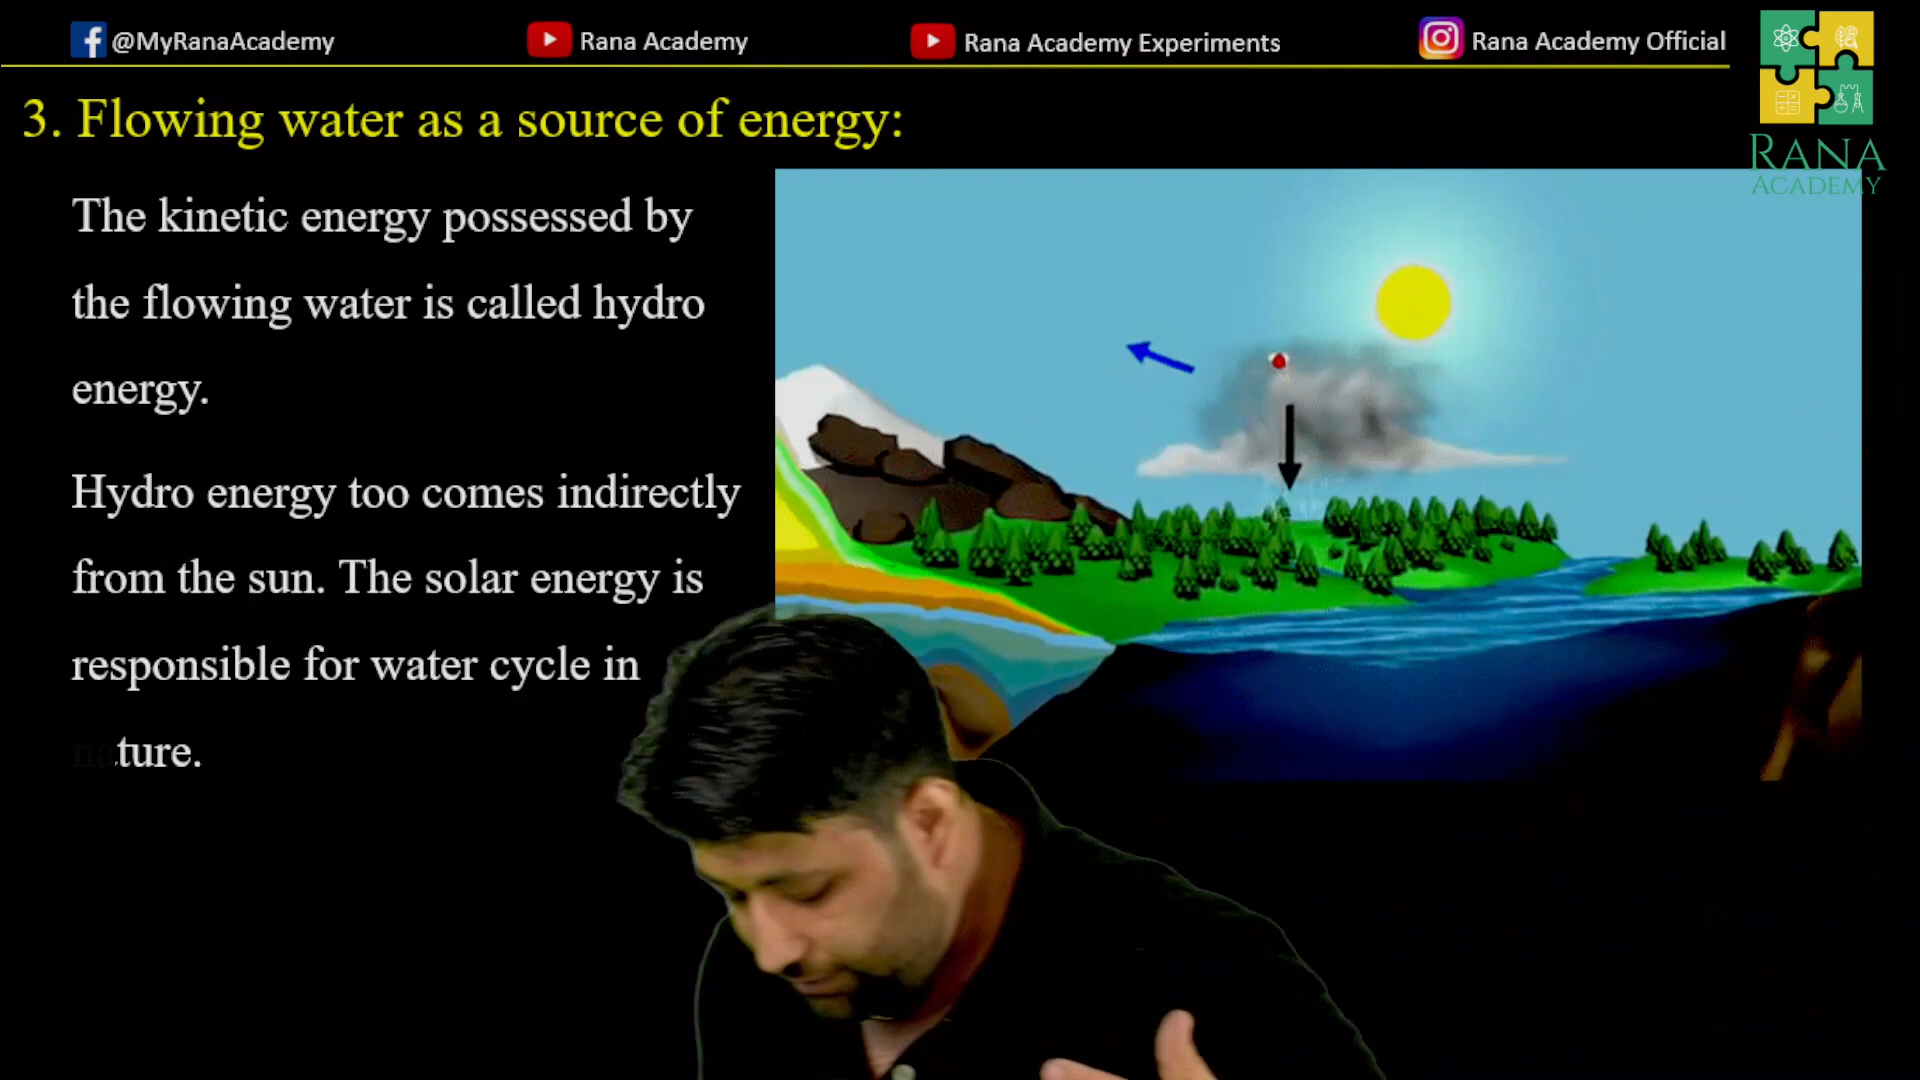 @MyRanaAcademy
Rana Academy
Rana Academy Experiments
Rana Academy Official
RANA
ACADEMY
3. Flowing water as a source of energy:
The kinetic energy possessed by
the flowing water is called hydro
energy.
Hydro energy too comes indirectly
from the sun. The solar energy is
responsible for water cycle in
nature.